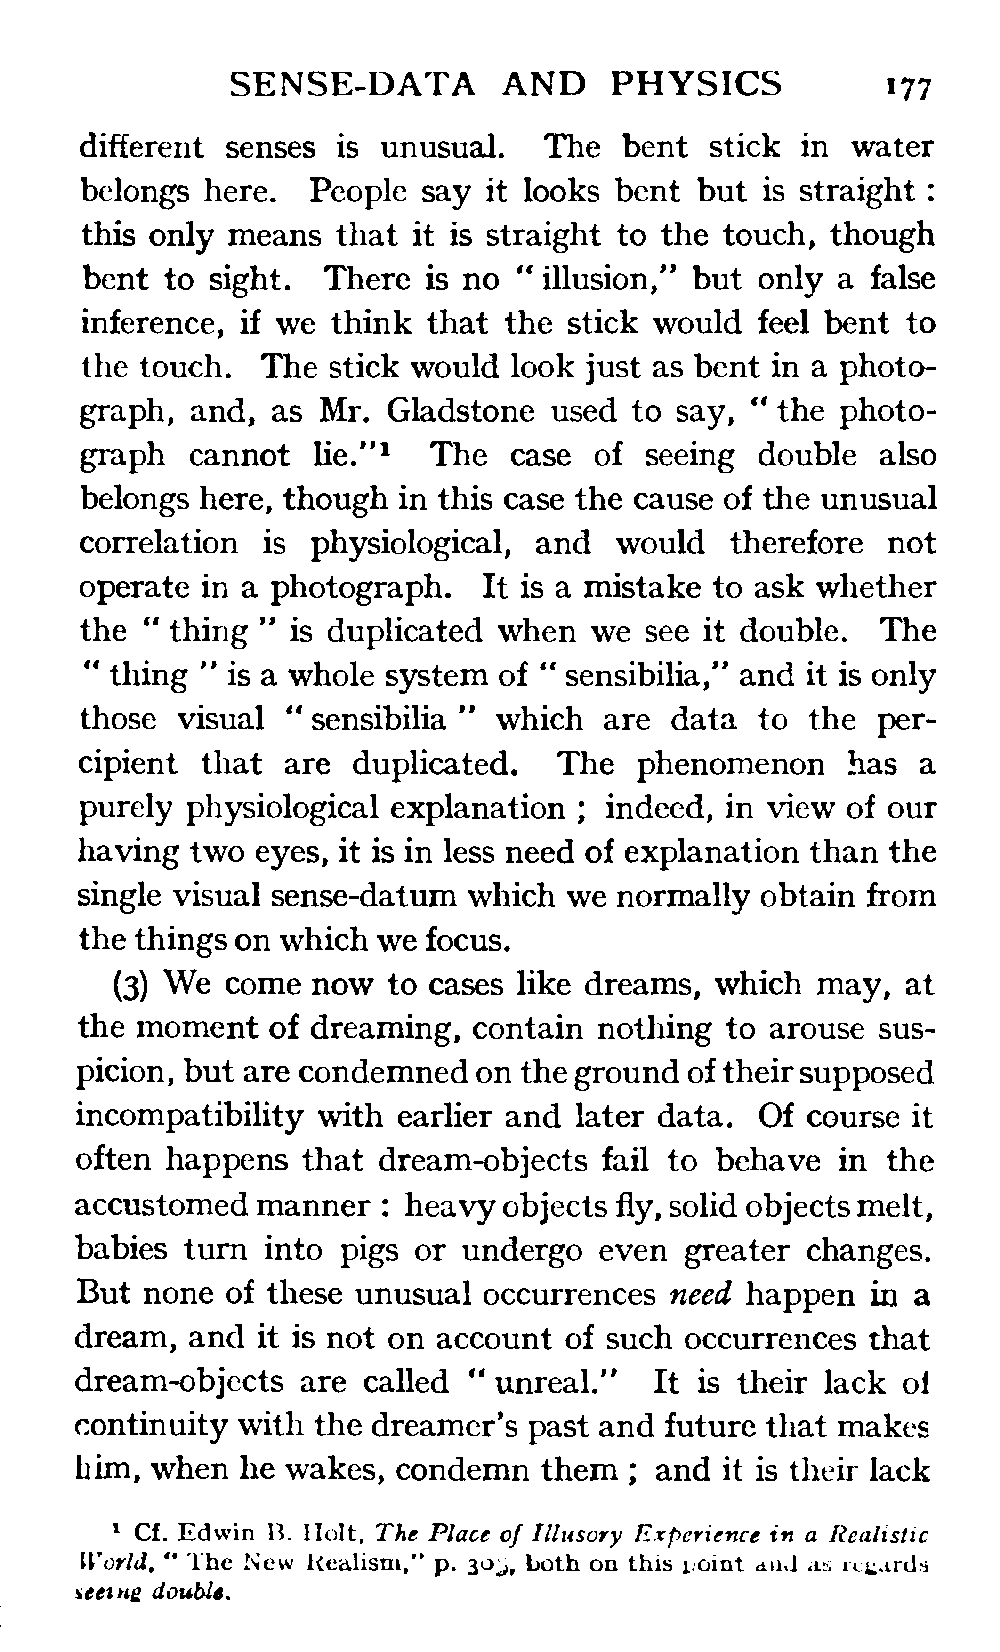 SENSE-DATA AND PHYSICS 177
different senses is unusual. The bent stick in water
belongs here. People say it looks bent but is straight :
this only means that it is straight to the touch, though
bent to sight. There is no " illusion," but only a false
inference, if we think that the stick would feel bent to
the touch. The stick would look just as bent in a photo-
graph, and, as Mr. Gladstone used to say, " the photo-
graph cannot lie."¹ The case of seeing double also
belongs here, though in this case the cause of the unusual
correlation is physiological, and would therefore not
operate in a photograph. It is a mistake to ask whether
the " thing " is duplicated when we see it double. The
" thing " is a whole system of " sensibilia," and it is only
those visual " sensibilia " which are data to the per-
cipient that are duplicated. The phenomenon has a
purely physiological explanation ; indeed, in view of our
having two eyes, it is in less need of explanation than the
single visual sense-datum which we normally obtain from
the things on which we focus.
(3) We come now to cases like dreams, which may, at
the moment of dreaming, contain nothing to arouse sus-
picion, but are condemned on the ground of their supposed
incompatibility with earlier and later data. Of course it
often happens that dream-objects fail to behave in the
accustomed manner : heavy objects fly, solid objects melt,
babies turn into pigs or undergo even greater changes.
But none of these unusual occurrences need happen in a
dream, and it is not on account of such occurrences that
dream-objects are called " unreal." It is their lack of
continuity with the dreamer's past and future that makes
him, when he wakes, condemn them ; and it is their lack
¹ Cf. Edwin B. Holt, The Place of Illusory Experience in a Realistic
World, " The New Realism," p. 303, both on this point and as regards
seeing double.